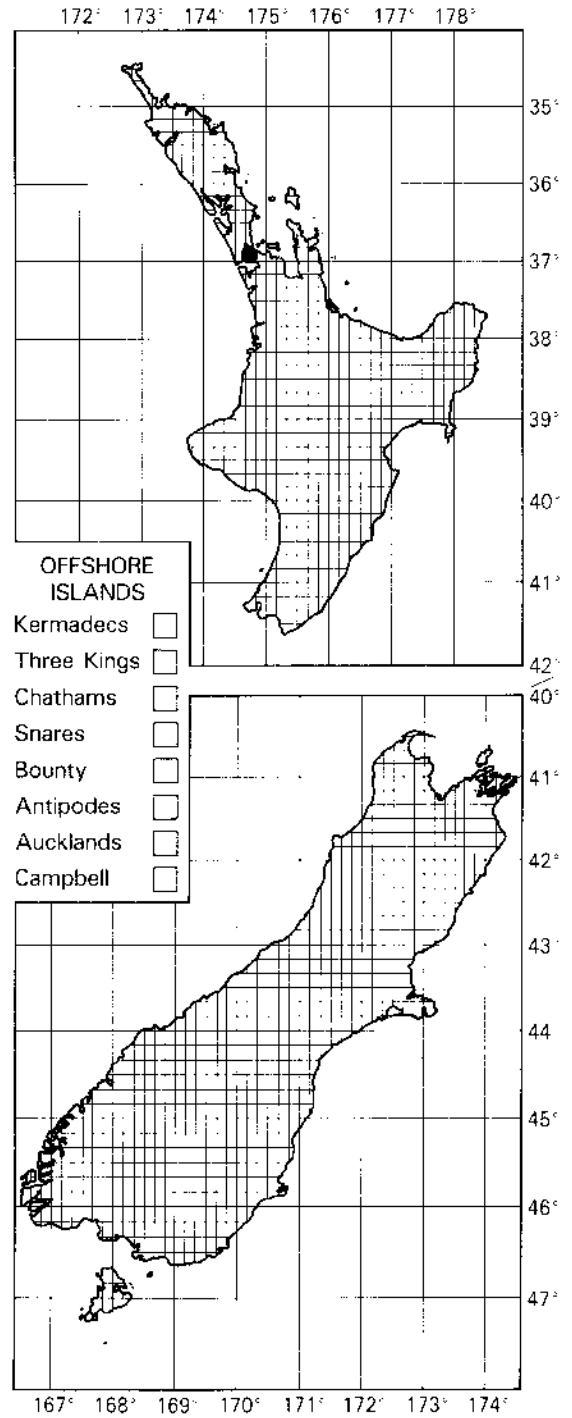 172° 173° 174° 175° 176° 177° 178°
35°
36°
37°
38°
39°
40°
41°
42°
OFFSHORE
ISLANDS
Kermadecs
Three Kings
Chathams
Snares
Bounty
Antipodes
Aucklands
Campbell
40°
41°
42°
43°
44°
45°
46°
47°
167° 168° 169° 170° 171° 172° 173° 174°